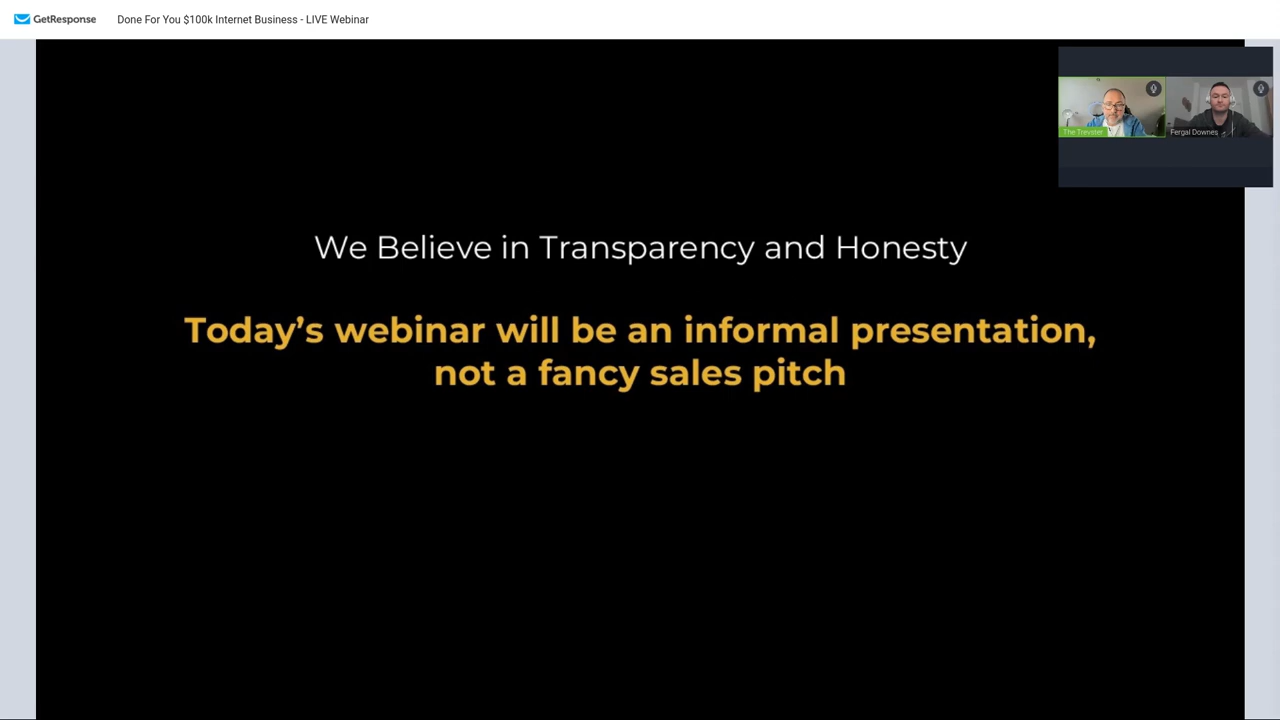 GetResponse Done For You $100k Internet Business - LIVE Webinar
The Trevster Fergal Downes
We Believe in Transparency and Honesty
Today’s webinar will be an informal presentation,
not a fancy sales pitch